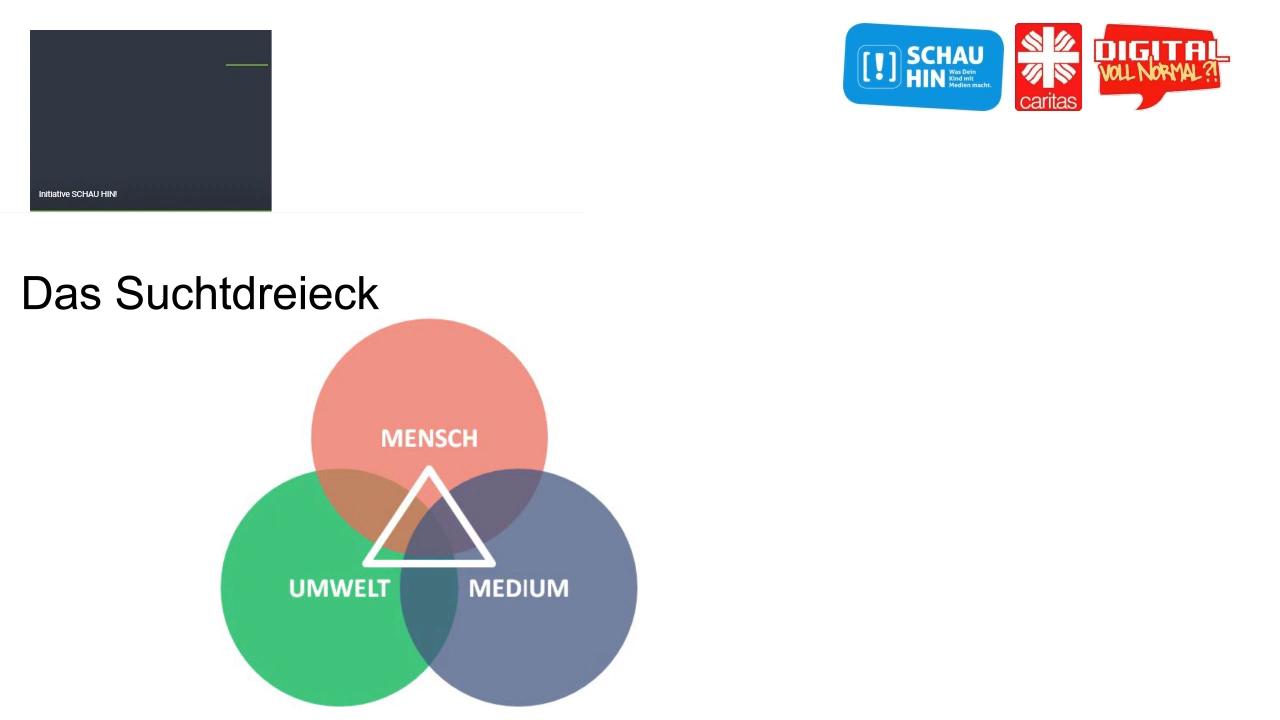 SCHAU
HIN
Was Dein
Kind mit
Medien macht.
caritas
DIGITAL
VOLL NORMAL?!
Initiative SCHAU HIN!
Das Suchtdreieck
MENSCH
UMWELT
MEDIUM